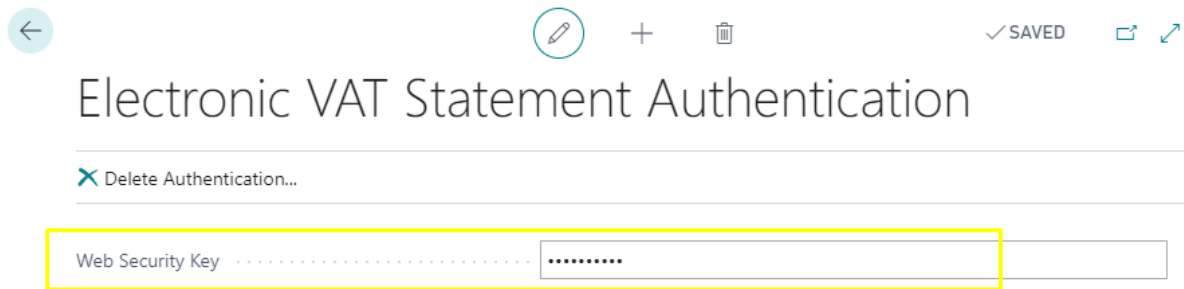 SAVED
Electronic VAT Statement Authentication
Delete Authentication...
Web Security Key ••••••••••